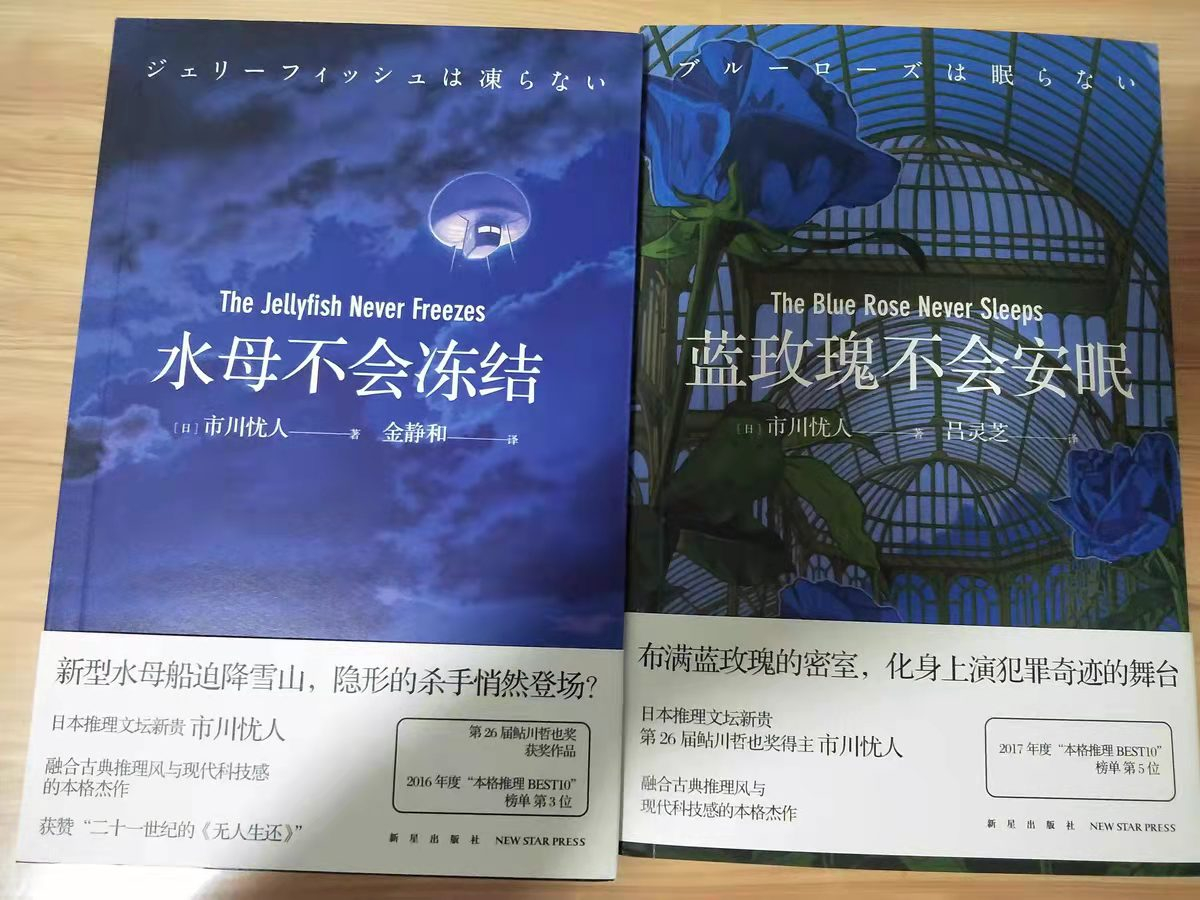 ジェリーフィッシュは凍らない
The Jellyfish Never Freezes
水母不会冻结
[日]市川忧人——著 金静和——译
新型水母船迫降雪山，隐形的杀手悄然登场？
日本推理文坛新贵 市川忧人
融合古典推理风与现代科技感
的本格杰作
获赞“二十一世纪的《无人生还》”
第26届鲇川哲也奖
获奖作品
2016年度“本格推理BEST10”
榜单第3位
新星出版社 NEW STAR PRESS
ブルーローズは眠らない
The Blue Rose Never Sleeps
蓝玫瑰不会安眠
[日]市川忧人——著 吕灵芝——译
布满蓝玫瑰的密室，化身上演犯罪奇迹的舞台
日本推理文坛新贵
第26届鲇川哲也奖得主 市川忧人
融合古典推理风与
现代科技感的本格杰作
2017年度“本格推理BEST10”
榜单第5位
新星出版社 NEW STAR PRESS